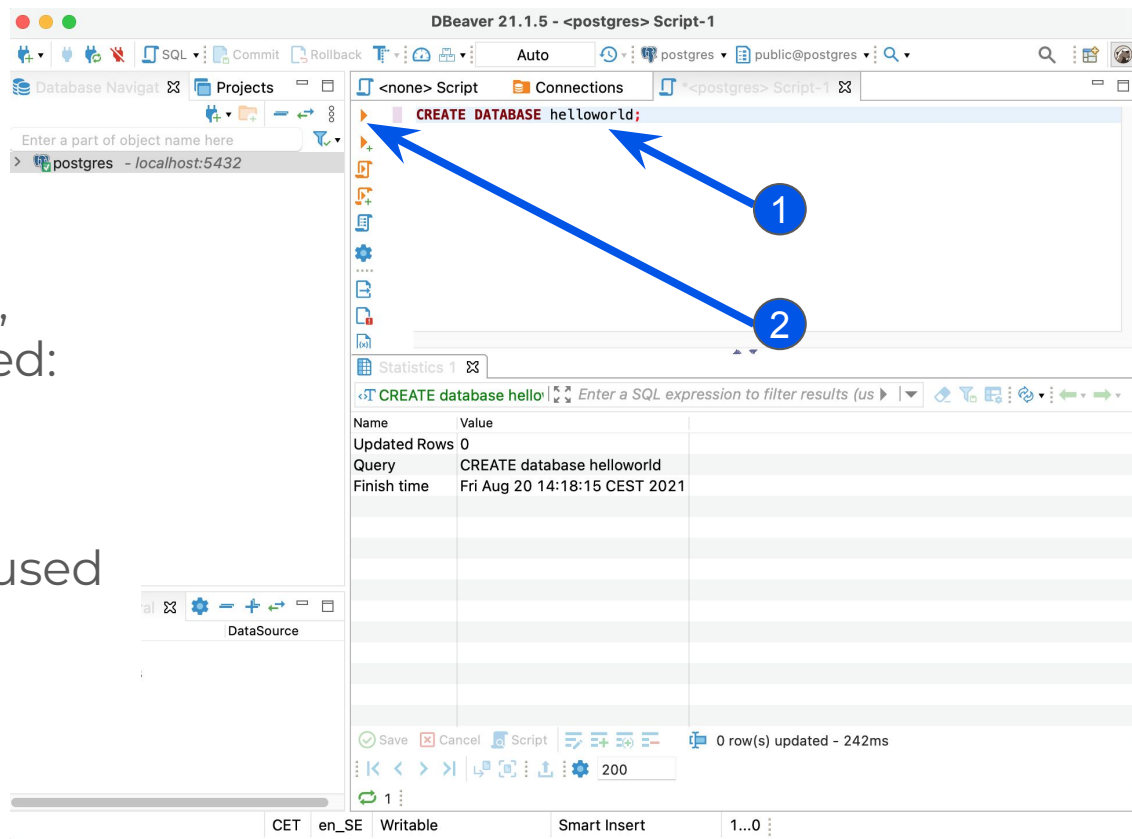 DBeaver 21.1.5 - <postgres> Script-1
SQL Commit Rollback T Auto postgres public@postgres
Database Navigat Projects <none> Script Connections *<postgres> Script-1
CREATE DATABASE helloworld;
Enter a part of object name here
postgres - localhost:5432
1
2
,
ed:
used
Statistics 1
CREATE database hello Enter a SQL expression to filter results (us
Name Value
Updated Rows 0
Query CREATE database helloworld
Finish time Fri Aug 20 14:18:15 CEST 2021
al
DataSource
Save Cancel Script 0 row(s) updated - 242ms
200
1
CET en_SE Writable Smart Insert 1...0